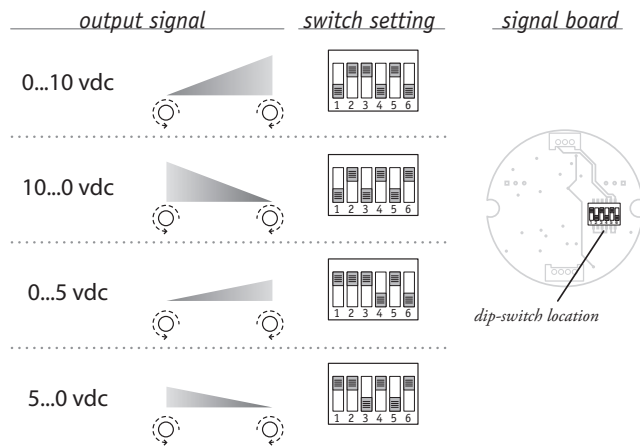 output signal
switch setting
signal board
0...10 vdc
1 2 3 4 5 6
10...0 vdc
1 2 3 4 5 6
0...5 vdc
1 2 3 4 5 6
dip-switch location
5...0 vdc
1 2 3 4 5 6